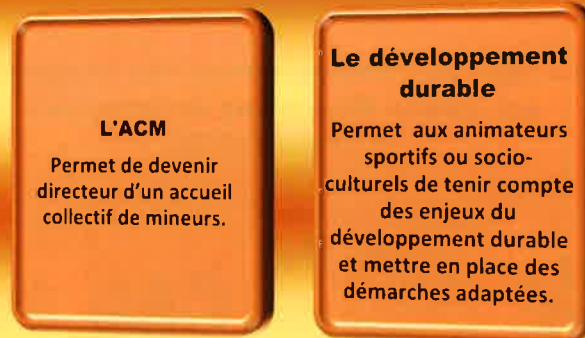 L'ACM
Permet de devenir
directeur d'un accueil
collectif de mineurs.
Le développement
durable
Permet aux animateurs
sportifs ou socio-
culturels de tenir compte
des enjeux du
développement durable
et mettre en place des
démarches adaptées.